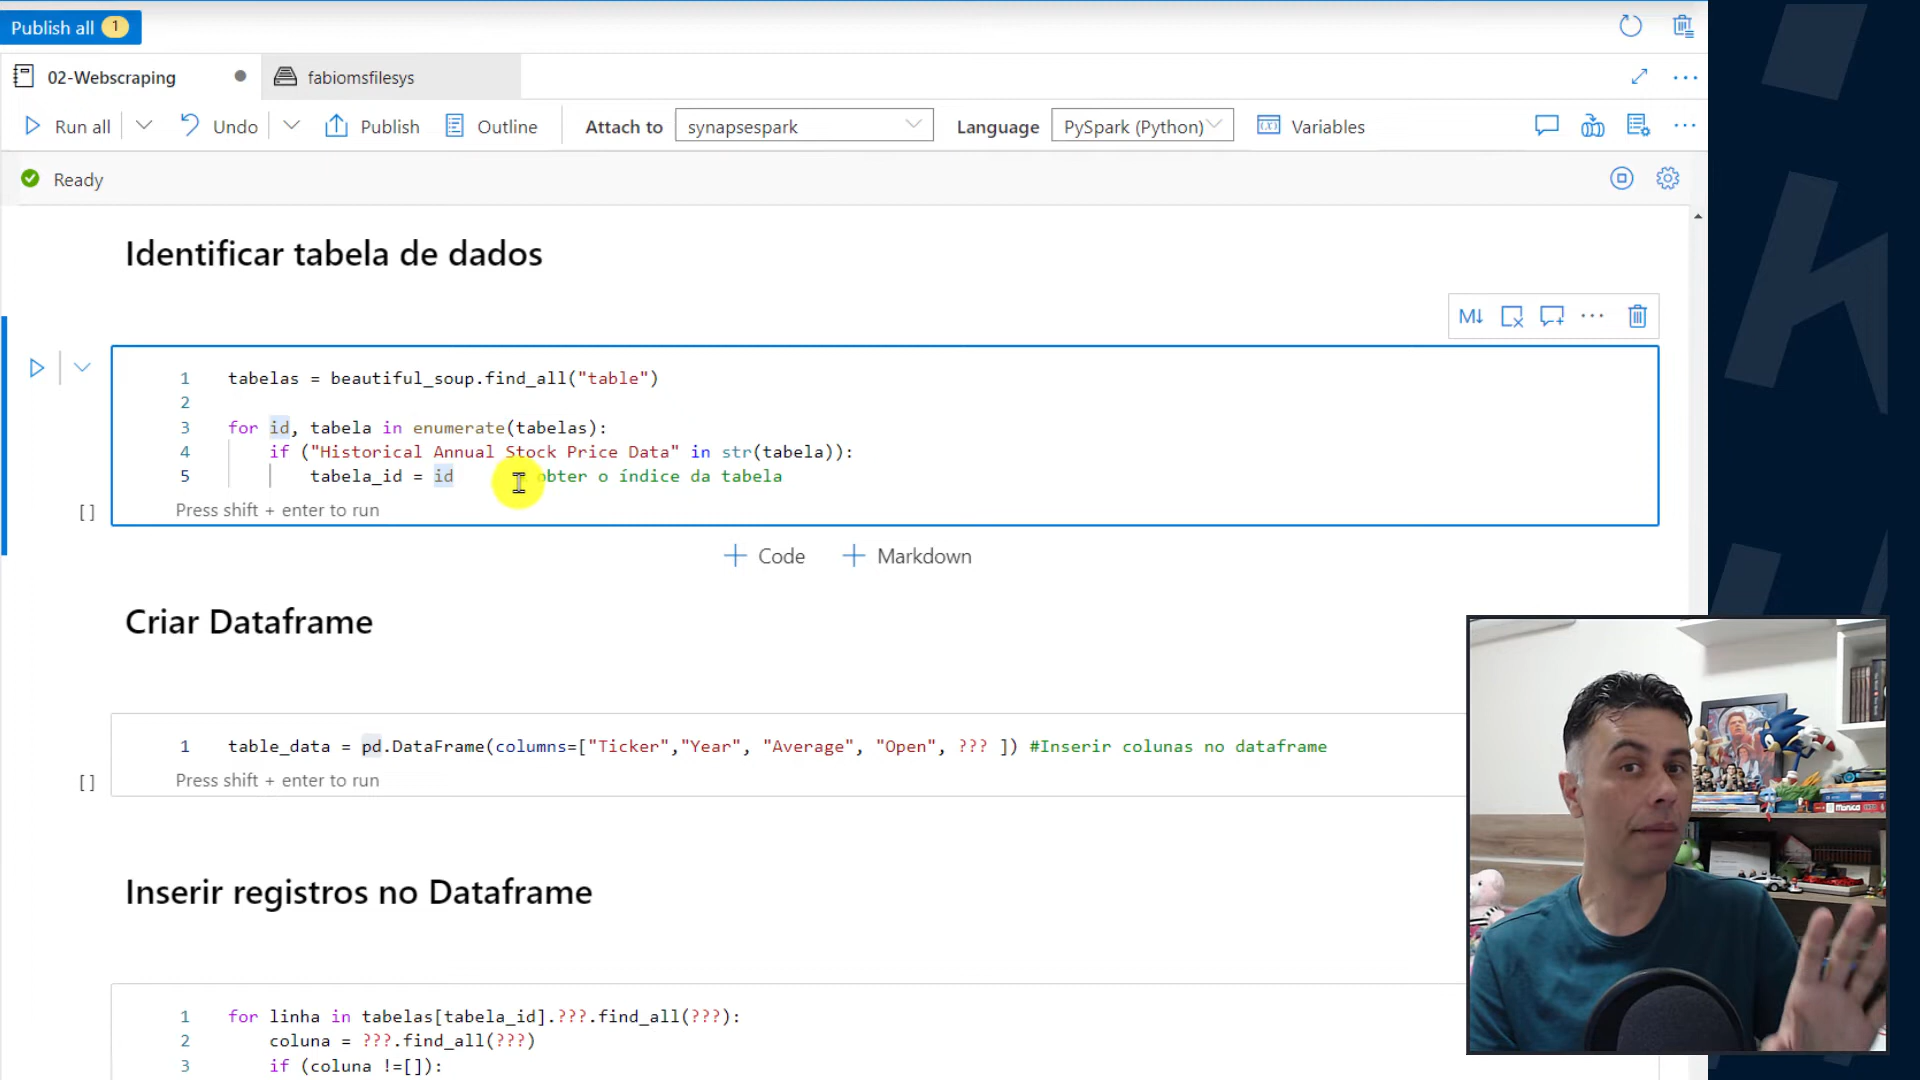 Publish all 1
02-Webscraping
fabiomsfilesys
Run all
Undo
Publish
Outline
Attach to
synapsespark
Language
PySpark (Python)
Variables
Ready
Identificar tabela de dados
M↓
1 tabelas = beautiful_soup.find_all("table")
2
3 for id, tabela in enumerate(tabelas):
4 if ("Historical Annual Stock Price Data" in str(tabela)):
5 tabela_id = id obter o índice da tabela
[ ]
Press shift + enter to run
+ Code + Markdown
Criar Dataframe
1 table_data = pd.DataFrame(columns=["Ticker","Year", "Average", "Open", ??? ]) #Inserir colunas no dataframe
[ ]
Press shift + enter to run
Inserir registros no Dataframe
1 for linha in tabelas[tabela_id].???.find_all(???):
2 coluna = ???.find_all(???)
3 if (coluna !=[]):